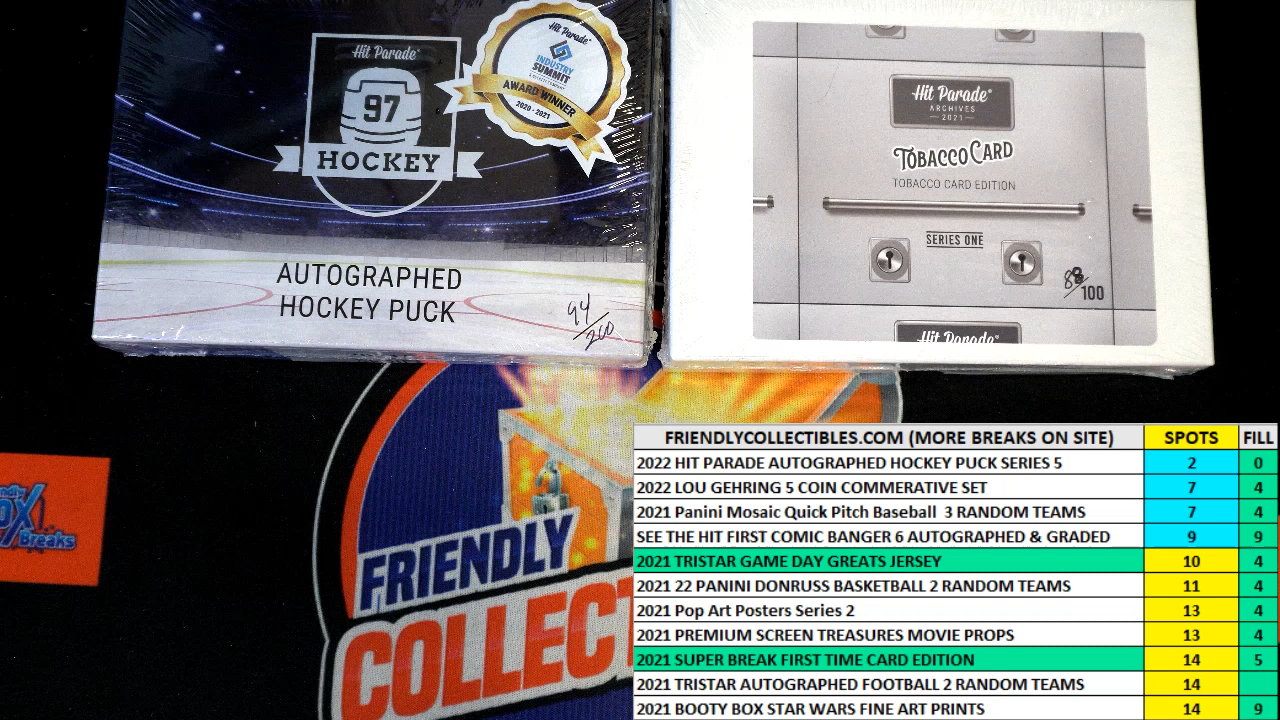 Hit Parade
97
HOCKEY
Hit Parade
INDUSTRY
SUMMIT
AWARD WINNER
2020 - 2021
AUTOGRAPHED
HOCKEY PUCK
94/200
Hit Parade
ARCHIVES
2021
TOBACCO CARD
TOBACCO CARD EDITION
SERIES ONE
/100
Hit Parade
Breaks
FRIENDLY
COLLECT
FRIENDLYCOLLECTIBLES.COM (MORE BREAKS ON SITE) SPOTS FILL
2022 HIT PARADE AUTOGRAPHED HOCKEY PUCK SERIES 5 2 0
2022 LOU GEHRING 5 COIN COMMERATIVE SET 7 4
2021 Panini Mosaic Quick Pitch Baseball 3 RANDOM TEAMS 7 4
SEE THE HIT FIRST COMIC BANGER 6 AUTOGRAPHED & GRADED 9 9
2021 TRISTAR GAME DAY GREATS JERSEY 10 4
2021 22 PANINI DONRUSS BASKETBALL 2 RANDOM TEAMS 11 4
2021 Pop Art Posters Series 2 13 4
2021 PREMIUM SCREEN TREASURES MOVIE PROPS 13 4
2021 SUPER BREAK FIRST TIME CARD EDITION 14 5
2021 TRISTAR AUTOGRAPHED FOOTBALL 2 RANDOM TEAMS 14
2021 BOOTY BOX STAR WARS FINE ART PRINTS 14 9